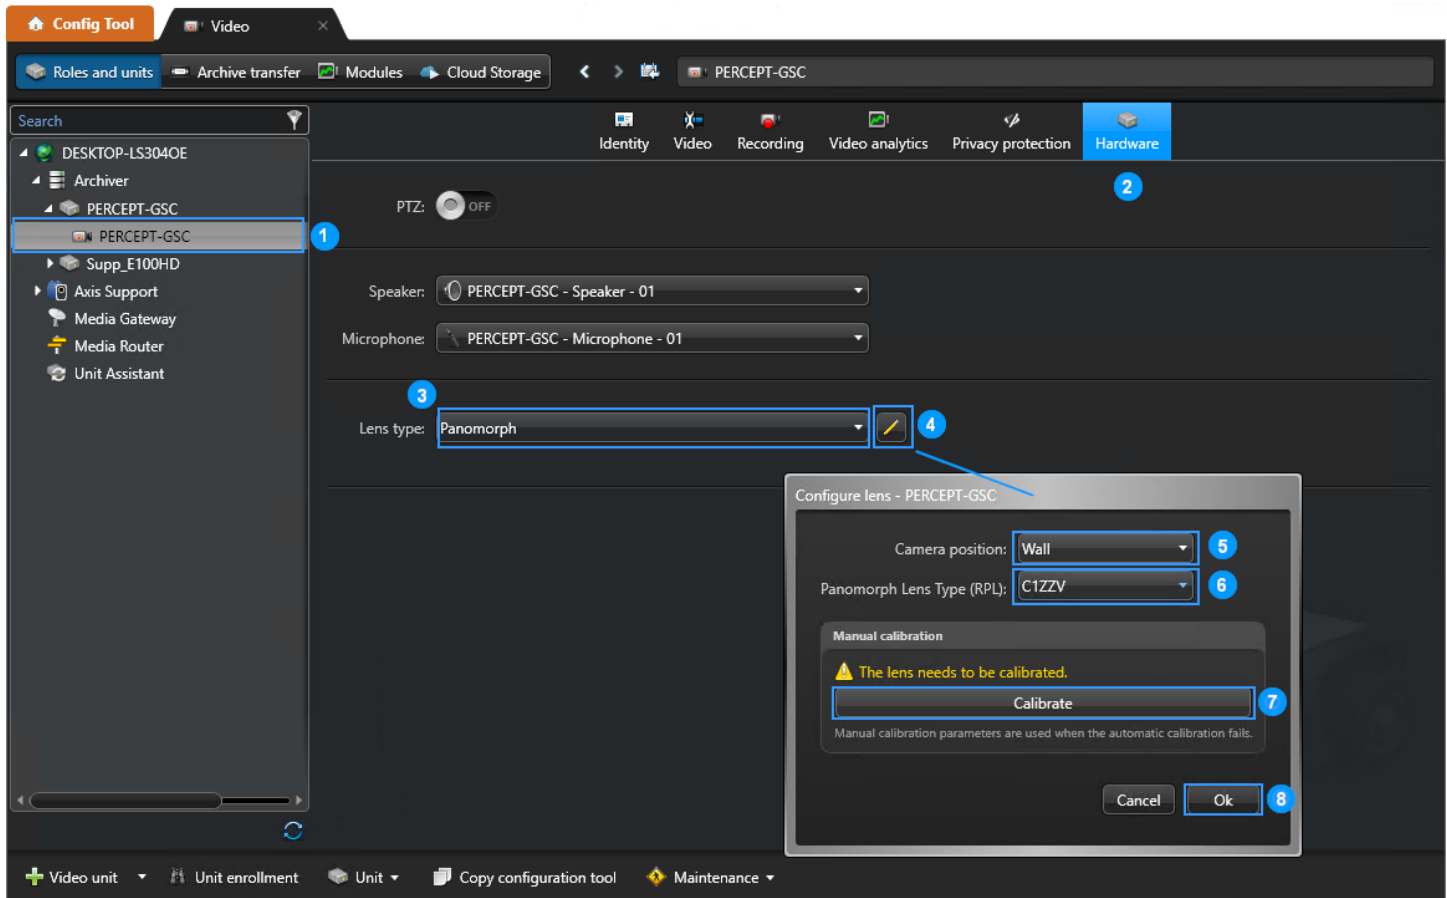 Config Tool
Video
Roles and units
Archive transfer
Modules
Cloud Storage
PERCEPT-GSC
Search
DESKTOP-LS304OE
Archiver
PERCEPT-GSC
PERCEPT-GSC
1
Supp_E100HD
Axis Support
Media Gateway
Media Router
Unit Assistant
Identity
Video
Recording
Video analytics
Privacy protection
Hardware
2
PTZ: OFF
Speaker: PERCEPT-GSC - Speaker - 01
Microphone: PERCEPT-GSC - Microphone - 01
3
Lens type: Panomorph
4
Configure lens - PERCEPT-GSC
Camera position: Wall
5
Panomorph Lens Type (RPL): C1ZZV
6
Manual calibration
The lens needs to be calibrated.
Calibrate
7
Manual calibration parameters are used when the automatic calibration fails.
Cancel
Ok
8
Video unit
Unit enrollment
Unit
Copy configuration tool
Maintenance